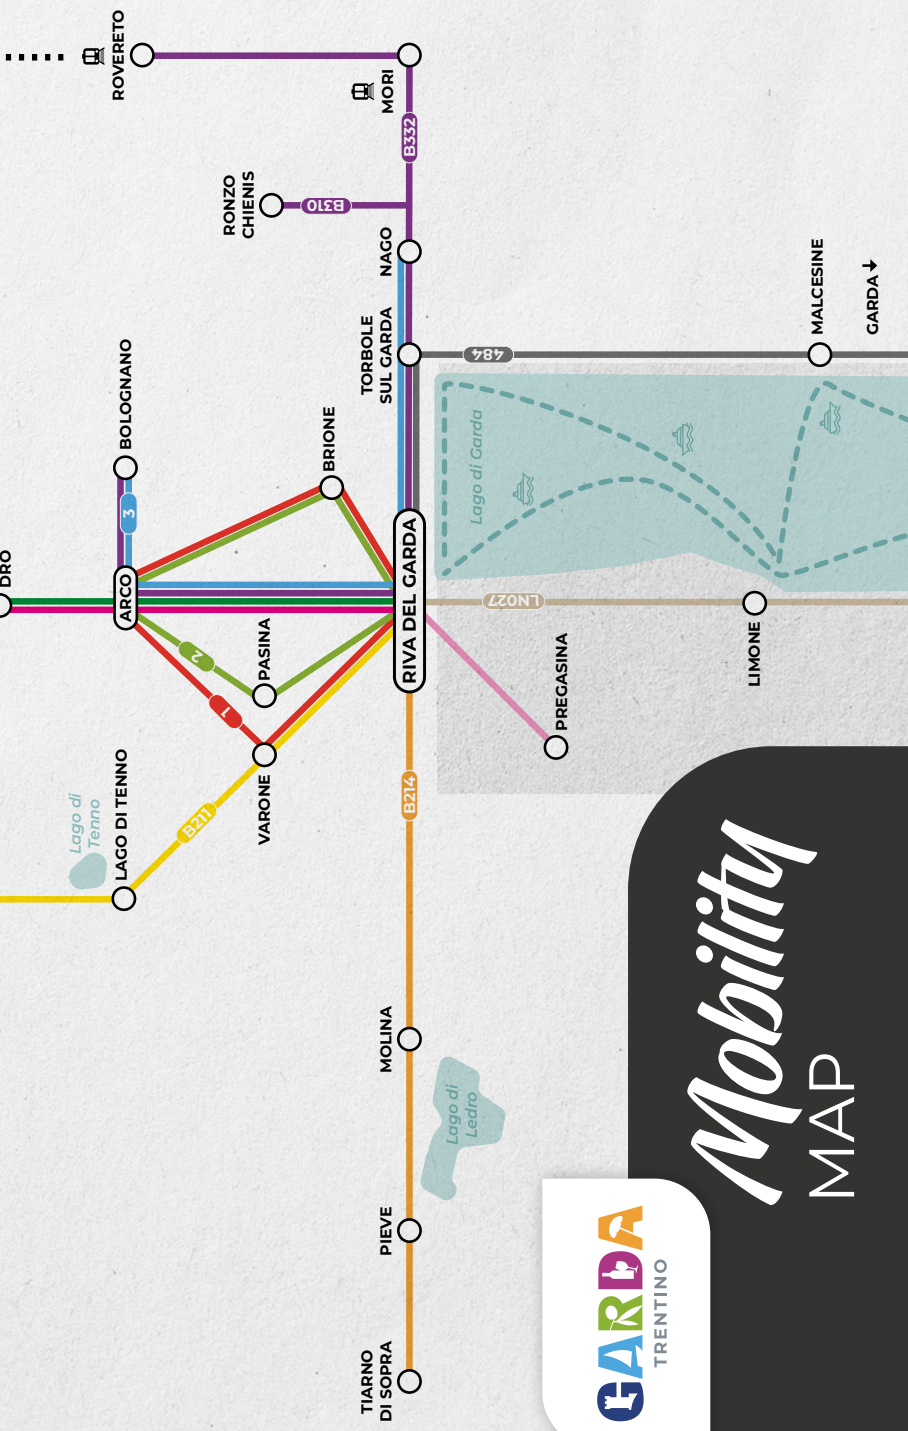 DRO
ROVERETO
MORI
B332
RONZO
CHIENIS
B310
NAGO
TORBOLE
SUL GARDA
484
MALCESINE
GARDA
BOLOGNANO
3
BRIONE
ARCO
RIVA DEL GARDA
Lago di Garda
LN027
LIMONE
2
PASINA
1
PREGASINA
VARONE
B211
Lago di
Tenno
LAGO DI TENNO
B214
MOLINA
Lago di
Ledro
PIEVE
TIARNO
DI SOPRA
Mobility
MAP
GARDA
TRENTINO